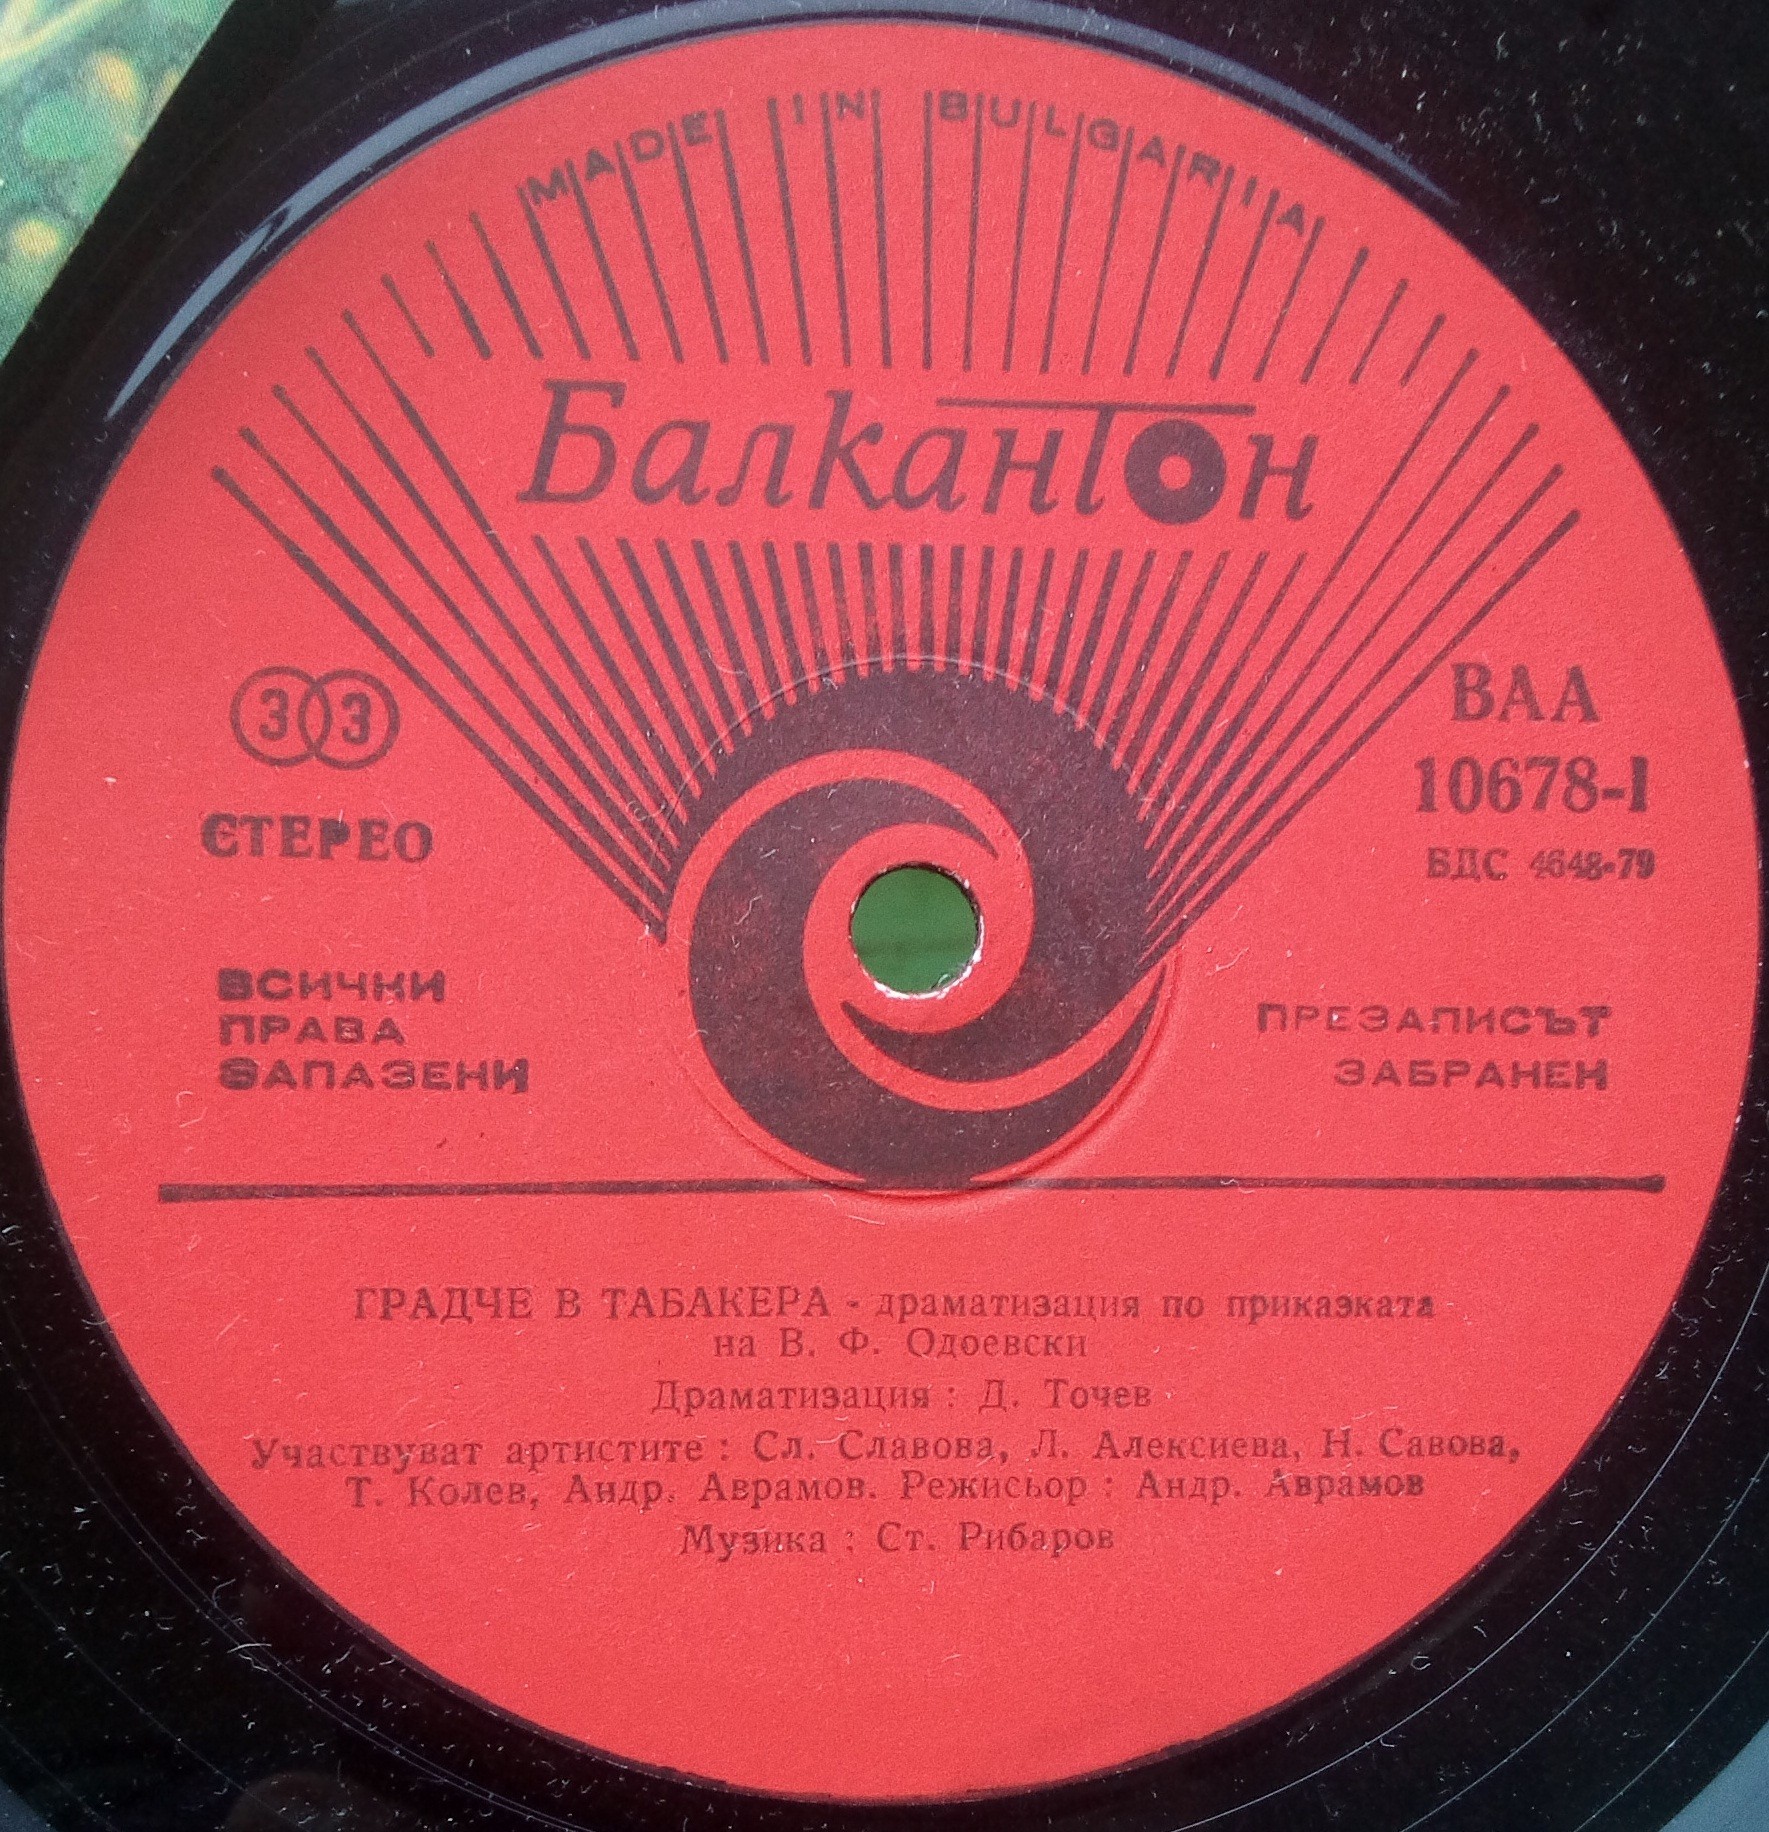 MADE IN BULGARIA
Балкантон
33
СТЕРЕО
ВАА
10678-I
БДС 4648-79
ВСИЧКИ
ПРАВА
ЗАПАЗЕНИ
ПРЕЗАПИСЪТ
ЗАБРАНЕН
ГРАДЧЕ В ТАБАКЕРА - драматизация по приказката
на В. Ф. Одоевски
Драматизация : Д. Точев
Участвуват артистите : Сл. Славова, Л. Алексиева, Н. Савова,
Т. Колев, Андр. Аврамов. Режисьор : Андр. Аврамов
Музика : Ст. Рибаров